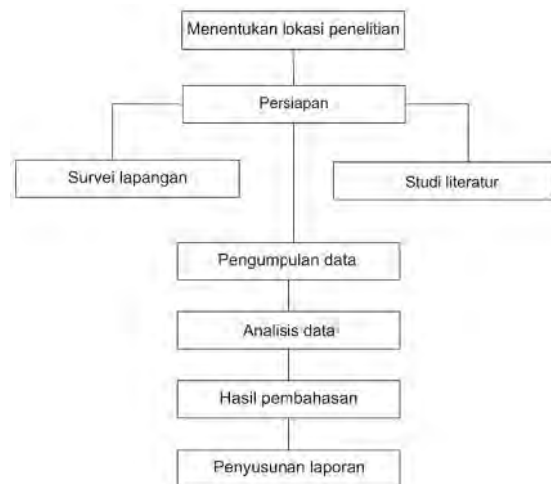 Menentukan lokasi penelitian
Persiapan
Survei lapangan
Studi literatur
Pengumpulan data
Analisis data
Hasil pembahasan
Penyusunan laporan